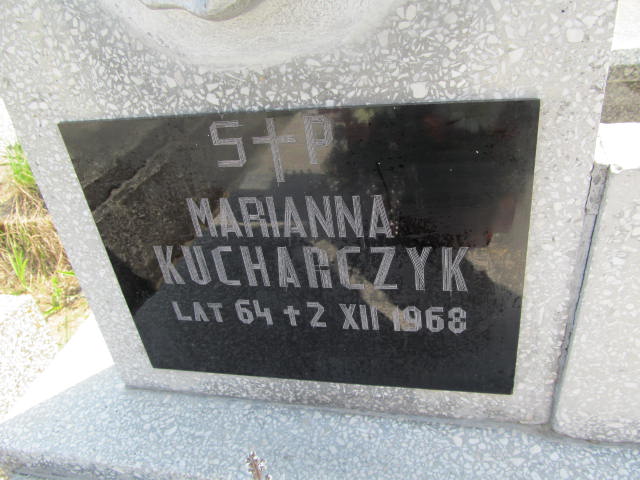 S†P
MARIANNA
KUCHARCZYK
LAT 64 † 2 XII 1968